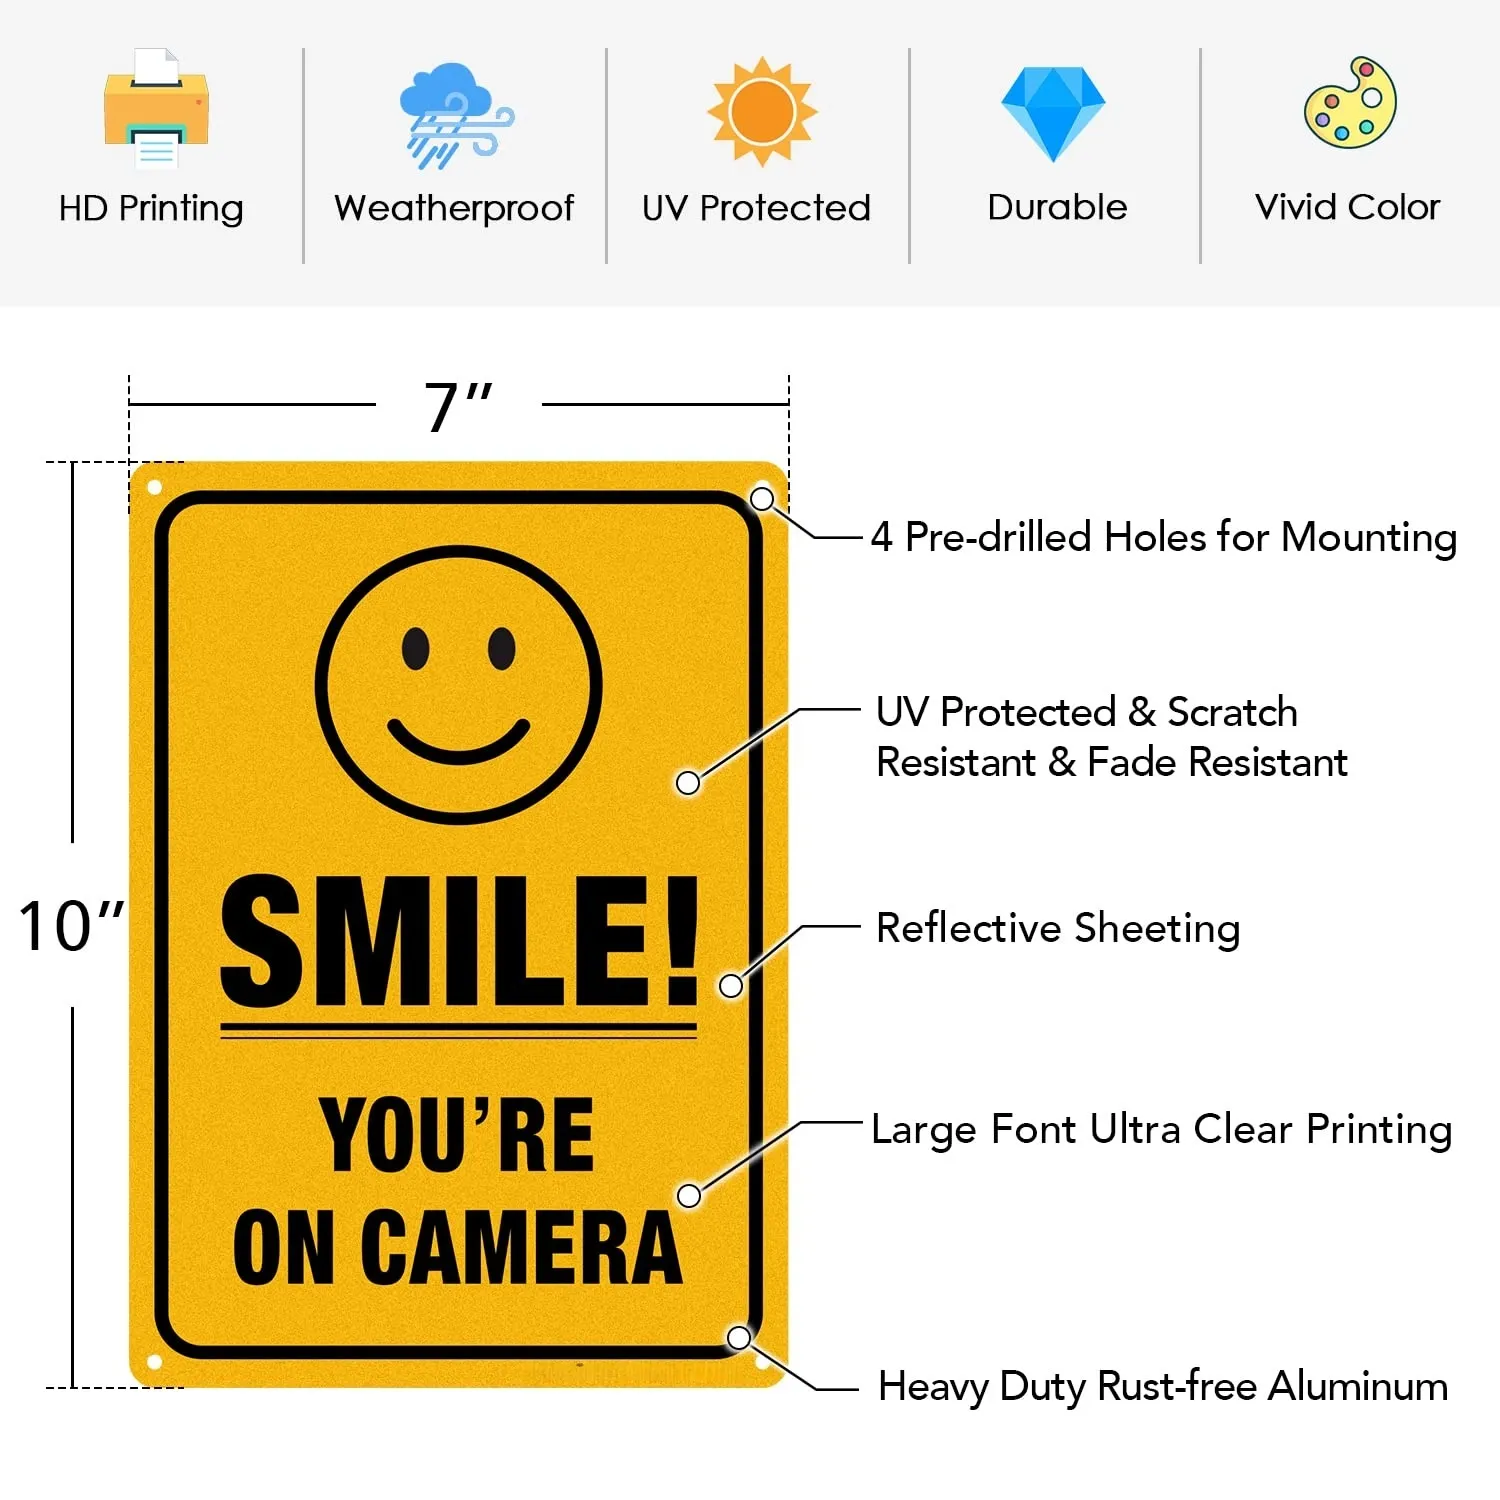 HD Printing
Weatherproof
UV Protected
Durable
Vivid Color
7”
10”
SMILE!
YOU’RE
ON CAMERA
4 Pre-drilled Holes for Mounting
UV Protected & Scratch
Resistant & Fade Resistant
Reflective Sheeting
Large Font Ultra Clear Printing
Heavy Duty Rust-free Aluminum